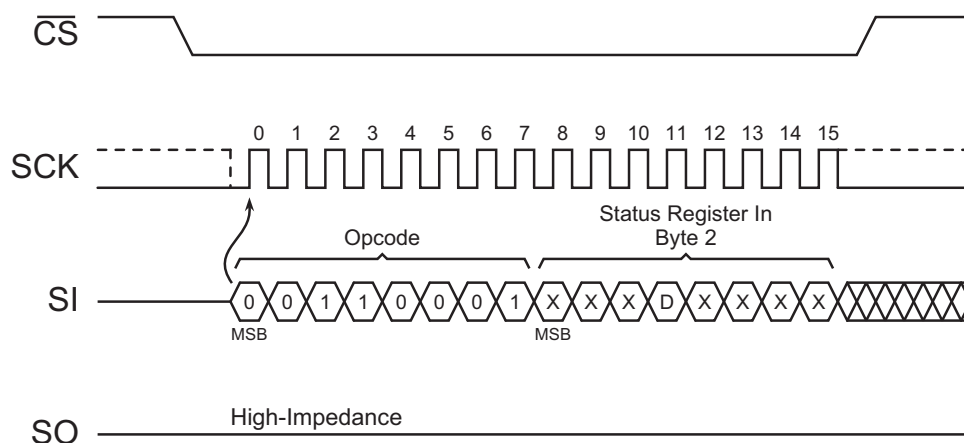 CS
0 1 2 3 4 5 6 7 8 9 10 11 12 13 14 15
SCK
Status Register In
Byte 2
Opcode
SI
0 0 1 1 0 0 0 1 X X X D X X X X
MSB MSB
High-Impedance
SO